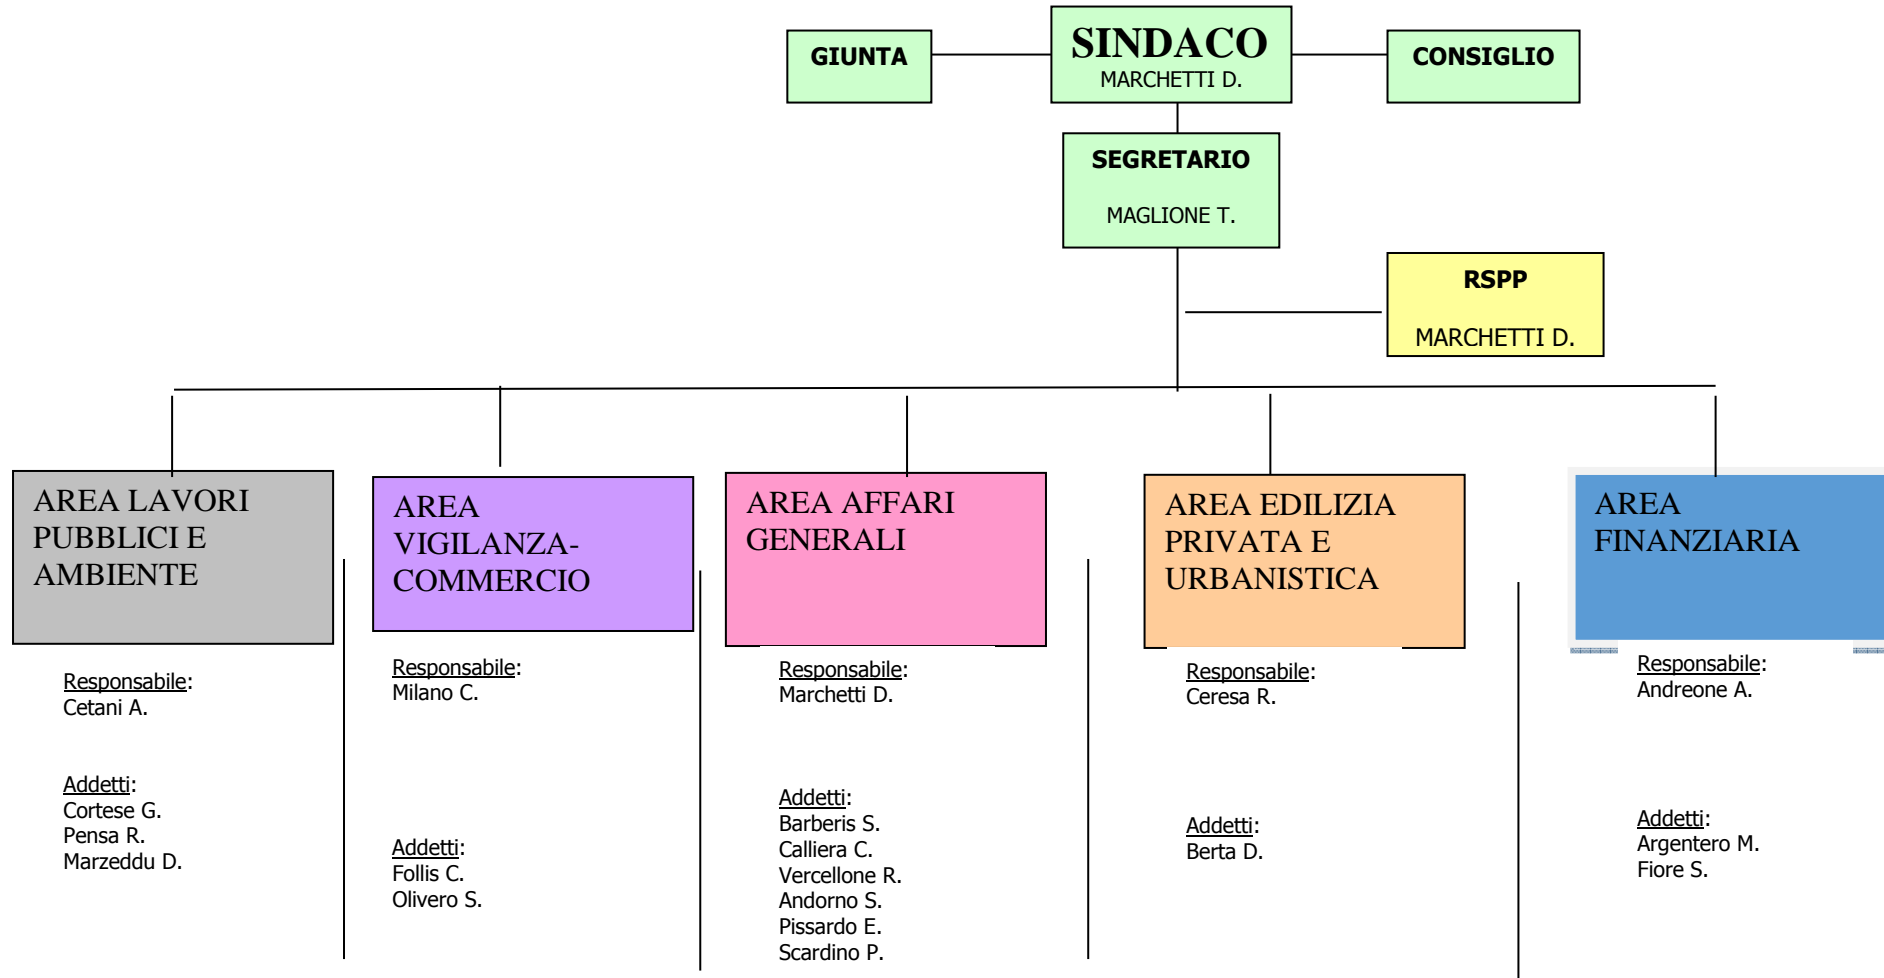 GIUNTA
SINDACO
MARCHETTI D.
CONSIGLIO
SEGRETARIO
MAGLIONE T.
RSPP
MARCHETTI D.
AREA LAVORI
PUBBLICI E
AMBIENTE
Responsabile:
Cetani A.
Addetti:
Cortese G.
Pensa R.
Marzeddu D.
AREA
VIGILANZA-
COMMERCIO
Responsabile:
Milano C.
Addetti:
Follis C.
Olivero S.
AREA AFFARI
GENERALI
Responsabile:
Marchetti D.
Addetti:
Barberis S.
Calliera C.
Vercellone R.
Andorno S.
Pissardo E.
Scardino P.
AREA EDILIZIA
PRIVATA E
URBANISTICA
Responsabile:
Ceresa R.
Addetti:
Berta D.
AREA
FINANZIARIA
Responsabile:
Andreone A.
Addetti:
Argentero M.
Fiore S.